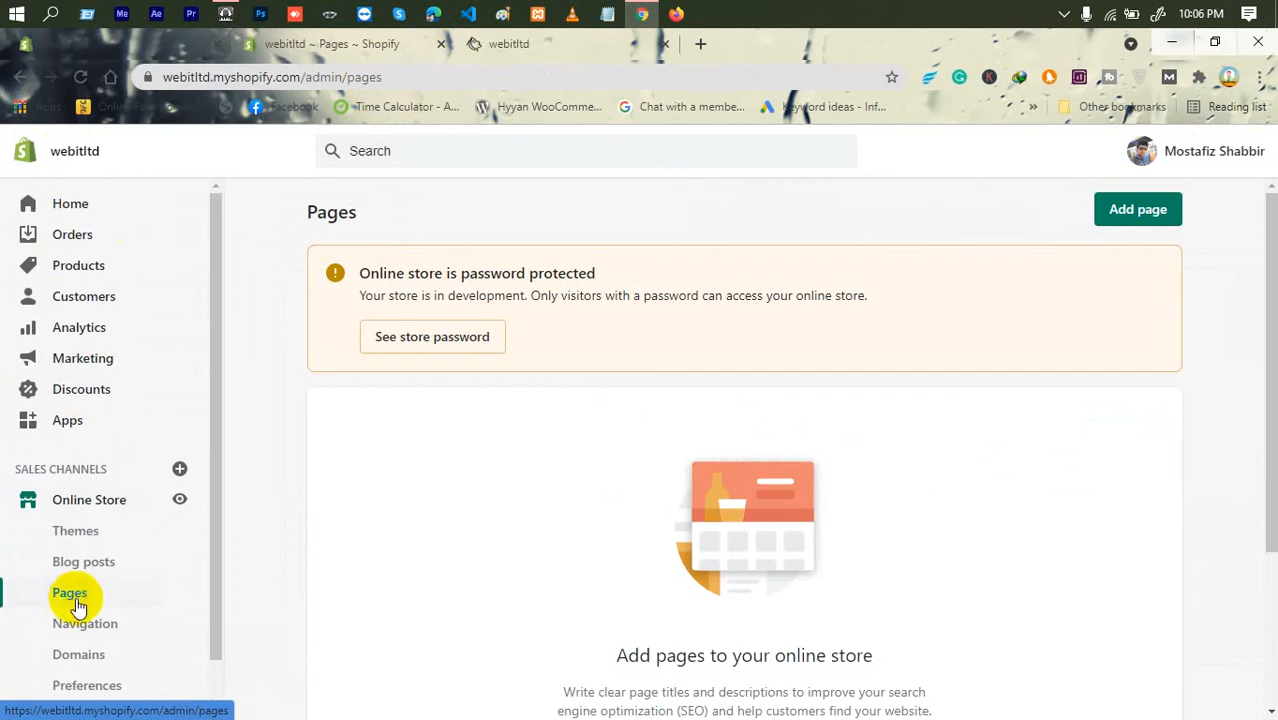 10:06 PM
webitltd ~ Pages ~ Shopify
webitltd
webitltd.myshopify.com/admin/pages
Apps
Facebook
Time Calculator - A...
Hyyan WooComme...
Chat with a membe...
Keyword ideas - Inf...
Other bookmarks
Reading list
webitltd
Search
Mostafiz Shabbir
Home
Orders
Products
Customers
Analytics
Marketing
Discounts
Apps
SALES CHANNELS
Online Store
Themes
Blog posts
Pages
Navigation
Domains
Preferences
https://webitltd.myshopify.com/admin/pages
Pages
Add page
Online store is password protected
Your store is in development. Only visitors with a password can access your online store.
See store password
Add pages to your online store
Write clear page titles and descriptions to improve your search
engine optimization (SEO) and help customers find your website.